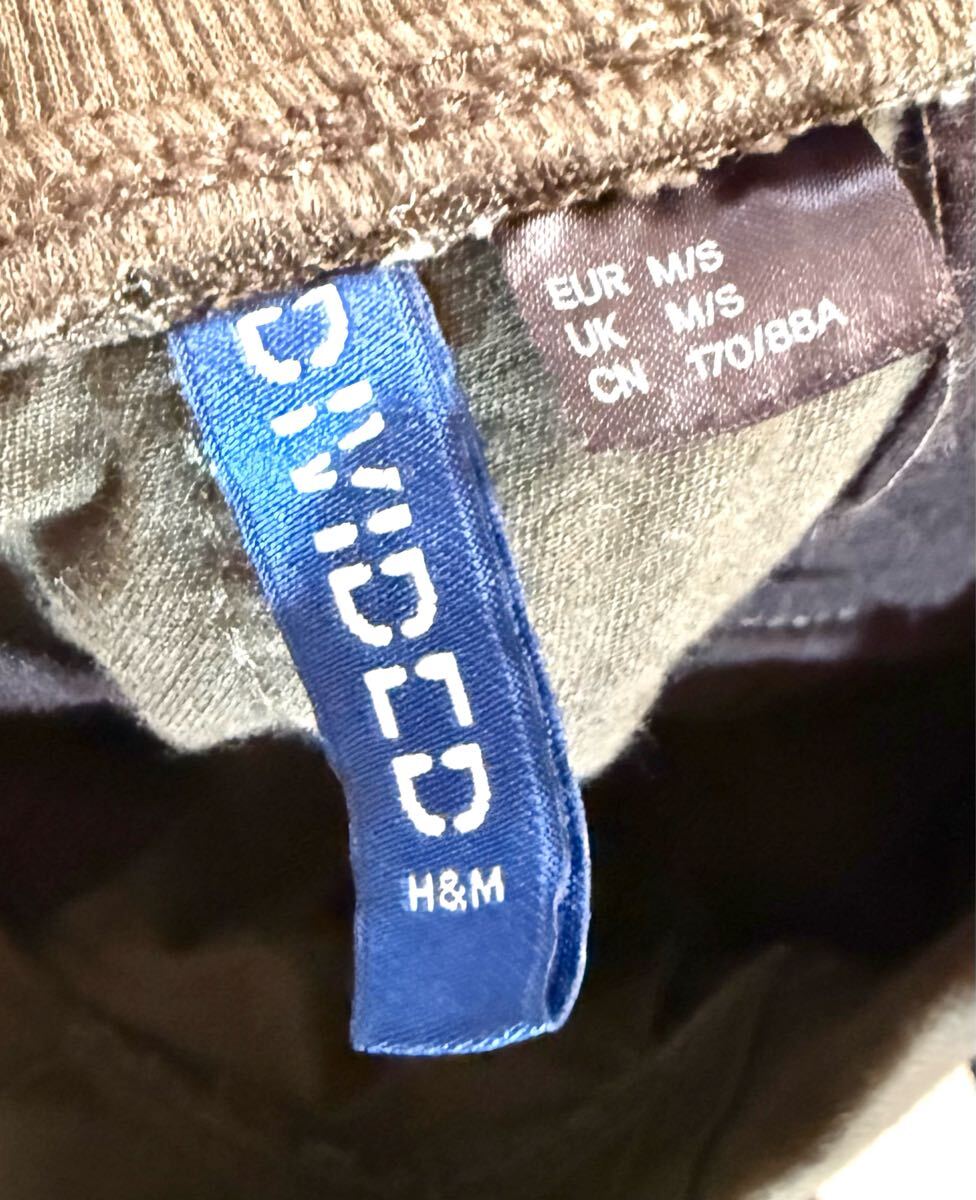 DIVIDED
H&M
EUR M/S
UK M/S
CN 170/88A